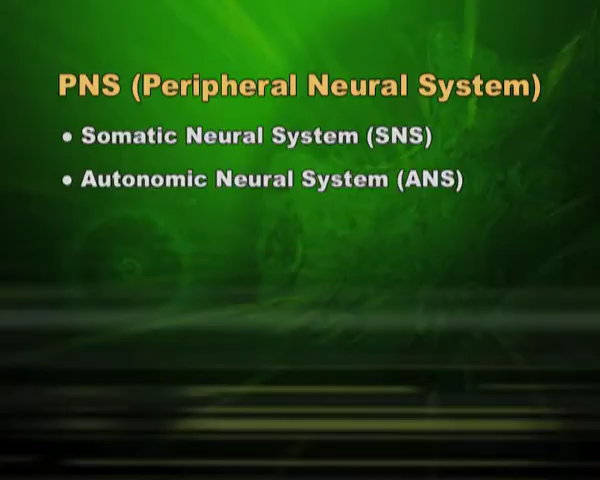 PNS (Peripheral Neural System)
• Somatic Neural System (SNS)
• Autonomic Neural System (ANS)